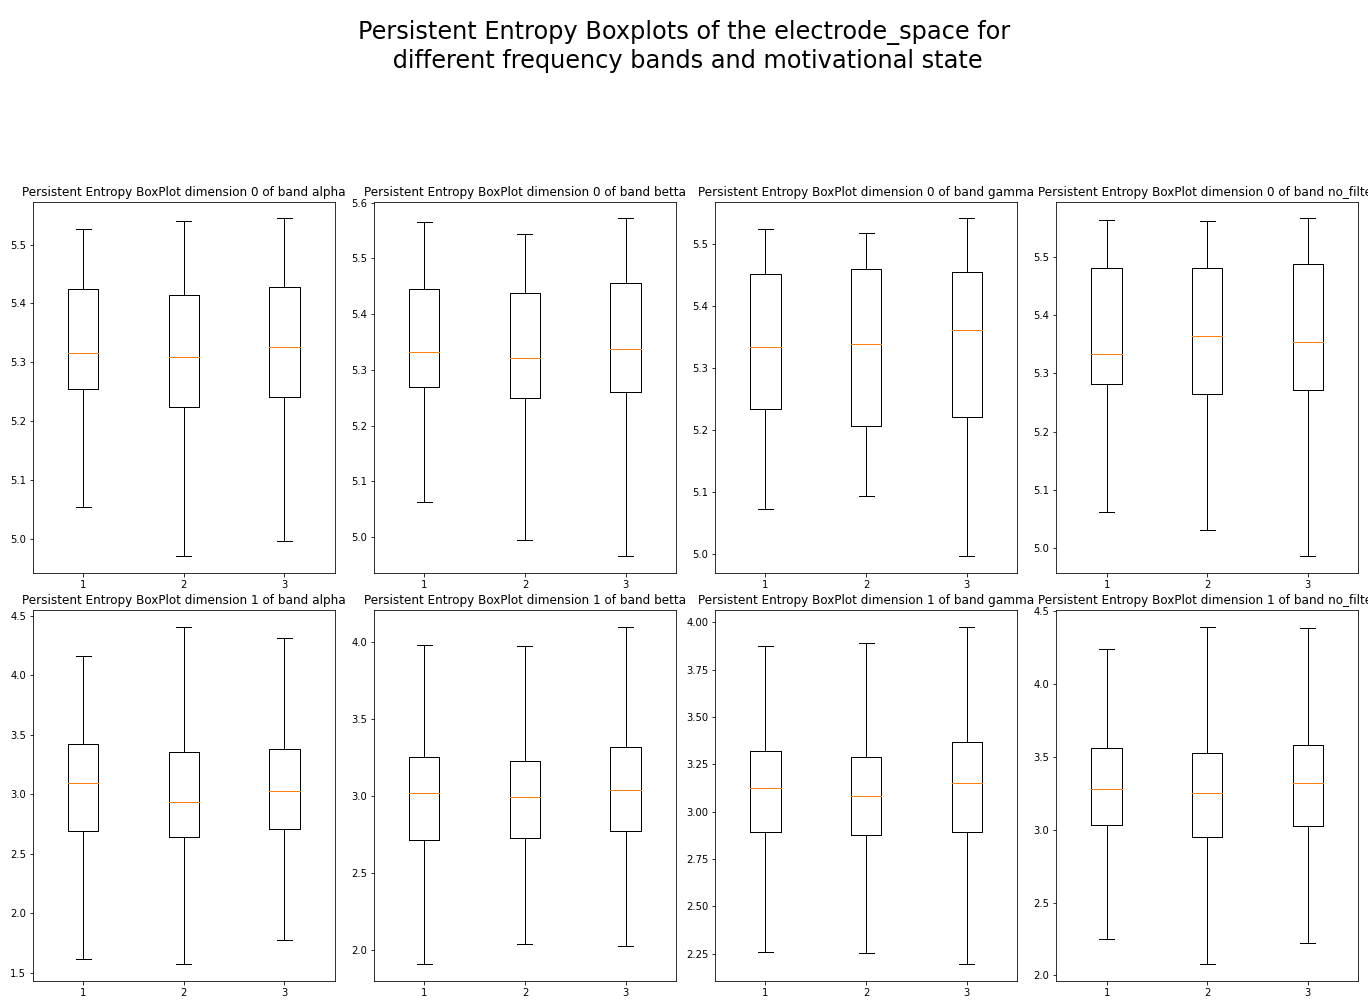 Persistent Entropy Boxplots of the electrode_space for
different frequency bands and motivational state
Persistent Entropy BoxPlot dimension 0 of band alpha
5.5
5.4
5.3
5.2
5.1
5.0
1 2 3
Persistent Entropy BoxPlot dimension 0 of band betta
5.6
5.5
5.4
5.3
5.2
5.1
5.0
1 2 3
Persistent Entropy BoxPlot dimension 0 of band gamma
5.5
5.4
5.3
5.2
5.1
5.0
1 2 3
Persistent Entropy BoxPlot dimension 0 of band no_filte
5.5
5.4
5.3
5.2
5.1
5.0
1 2 3
Persistent Entropy BoxPlot dimension 1 of band alpha
4.5
4.0
3.5
3.0
2.5
2.0
1.5
1 2 3
Persistent Entropy BoxPlot dimension 1 of band betta
4.0
3.5
3.0
2.5
2.0
1 2 3
Persistent Entropy BoxPlot dimension 1 of band gamma
4.00
3.75
3.50
3.25
3.00
2.75
2.50
2.25
1 2 3
Persistent Entropy BoxPlot dimension 1 of band no_filte
4.5
4.0
3.5
3.0
2.5
2.0
1 2 3